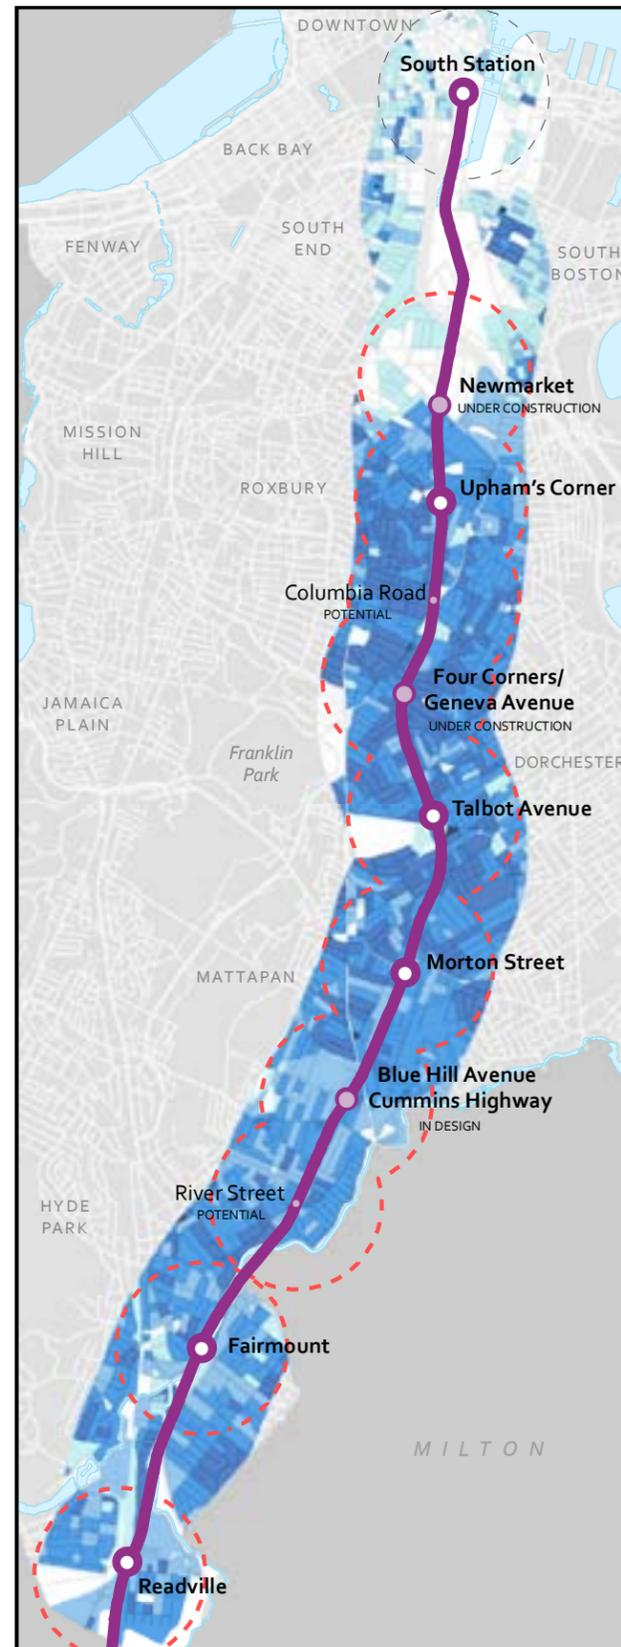 DOWNTOWN
South Station
BACK BAY
SOUTH
END
FENWAY
SOUTH
BOSTON
Newmarket
UNDER CONSTRUCTION
MISSION
HILL
ROXBURY
Upham's Corner
Columbia Road
POTENTIAL
Four Corners/
Geneva Avenue
UNDER CONSTRUCTION
JAMAICA
PLAIN
Franklin
Park
DORCHESTER
Talbot Avenue
Morton Street
MATTAPAN
Blue Hill Avenue
Cummins Highway
IN DESIGN
River Street
POTENTIAL
HYDE
PARK
Fairmount
MILTON
Readville